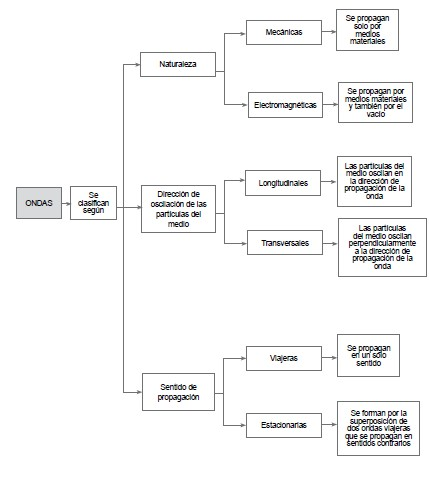 ONDAS
Se
clasifican
según
Naturaleza
Mecánicas
Se propagan
solo por
medios
materiales
Electromagnéticas
Se propagan por
medios materiales
y también por el
vacío
Dirección de
oscilación de las
partículas del
medio
Longitudinales
Las partículas del
medio oscilan en
la dirección de
propagación de la
onda
Transversales
Las partículas
del medio oscilan
perpendicularmente
a la dirección de
propagación de la
onda
Sentido de
propagación
Viajeras
Se propagan
en un solo
sentido
Estacionarias
Se forman por la
superposición de
dos ondas viajeras
que se propagan en
sentidos contrarios